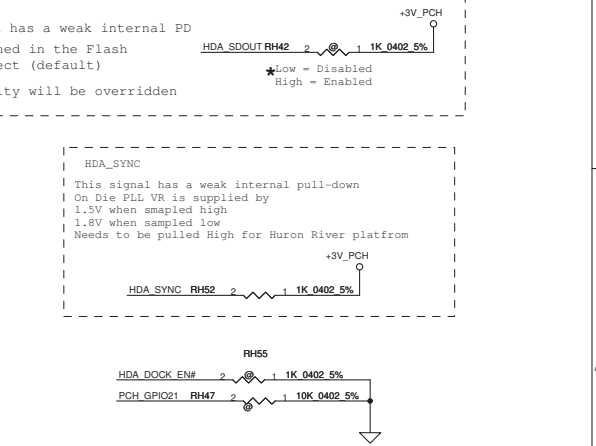 +3V_PCH
has a weak internal PD
ned in the Flash
HDA_SDOUT RH42 2 @ 1 1K_0402_5%
ect (default)
*Low = Disabled
High = Enabled
ity will be overridden
HDA_SYNC
This signal has a weak internal pull-down
On Die PLL VR is supplied by
1.5V when smapled high
1.8V when sampled low
Needs to be pulled High for Huron River platfrom
+3V_PCH
HDA_SYNC RH52 2 1 1K_0402_5%
RH55
HDA_DOCK_EN# 2 @ 1 1K_0402_5%
PCH_GPIO21 RH47 2 @ 1 10K_0402_5%